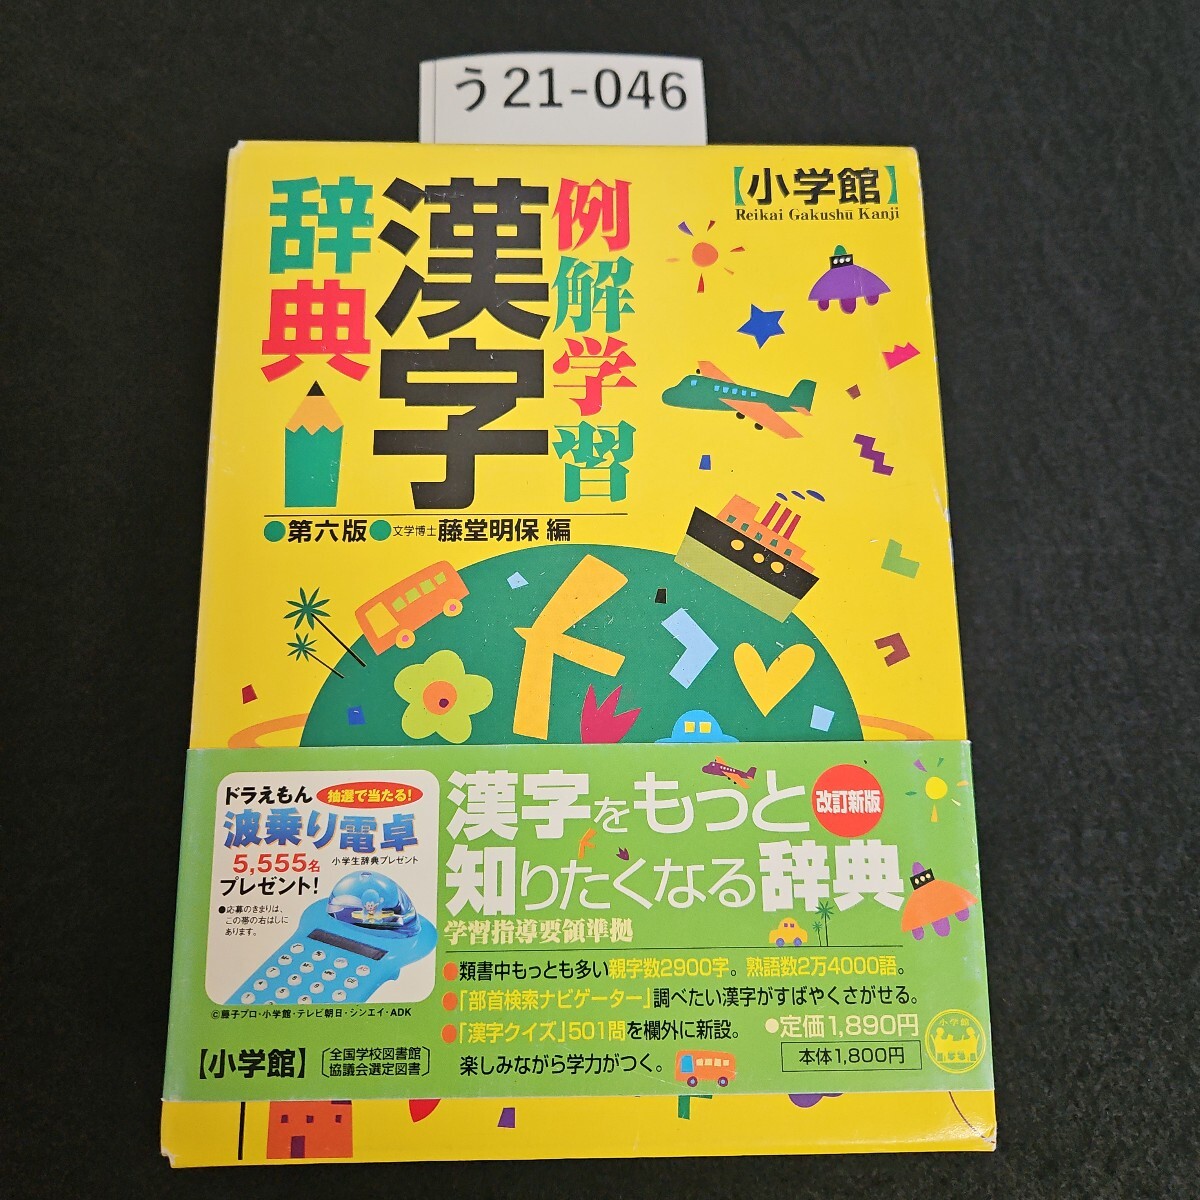 う21-046
【小学館】
Reikai Gakushū Kanji
例解学習
漢字
辞典
●第六版●文学博士 藤堂明保 編
ドラえもん
抽選で当たる!
波乗り電卓
5,555名
小学生辞典プレゼント
プレゼント!
●応募のきまりは、
この帯の右はしに
あります。
©藤子プロ・小学館・テレビ朝日・シンエイ・ADK
【小学館】
全国学校図書館
協議会選定図書
漢字をもっと
改訂新版
知りたくなる辞典
学習指導要領準拠
●類書中もっとも多い親字数2900字。熟語数2万4000語。
●「部首検索ナビゲーター」調べたい漢字がすばやくさがせる。
●「漢字クイズ」501問を欄外に新設。
楽しみながら学力がつく。
●定価1,890円
本体1,800円
小学館